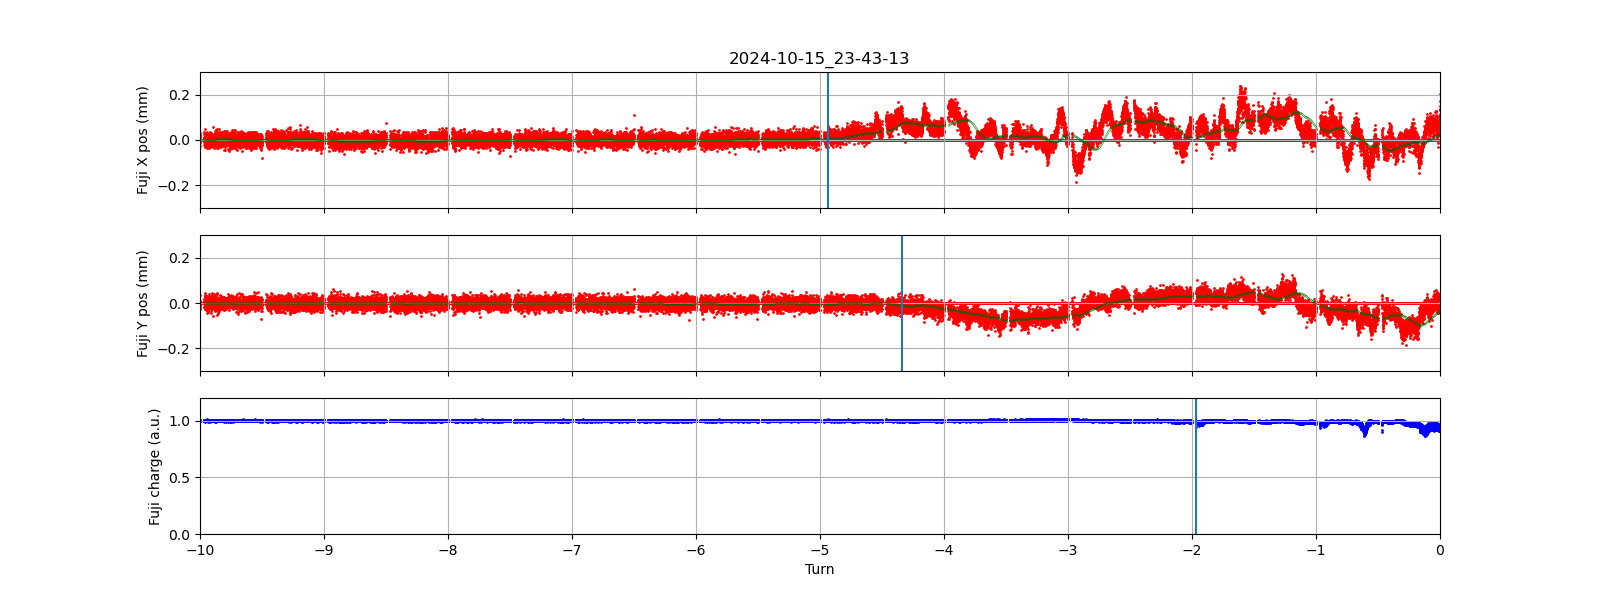 2024-10-15_23-43-13
Fuji X pos (mm)
0.2
0.0
−0.2
Fuji Y pos (mm)
0.2
0.0
−0.2
Fuji charge (a.u.)
1.0
0.5
0.0
−10 −9 −8 −7 −6 −5 −4 −3 −2 −1 0
Turn